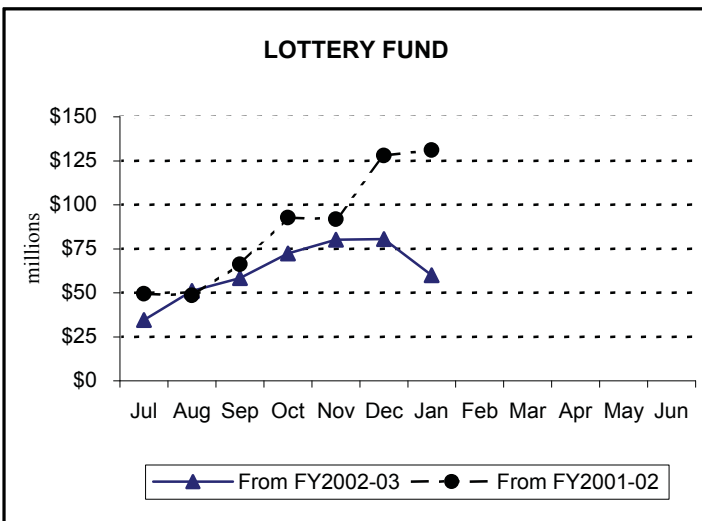 LOTTERY FUND
$150
$125
$100
$75
$50
$25
$0
millions
Jul Aug Sep Oct Nov Dec Jan Feb Mar Apr May Jun
From FY2002-03 From FY2001-02